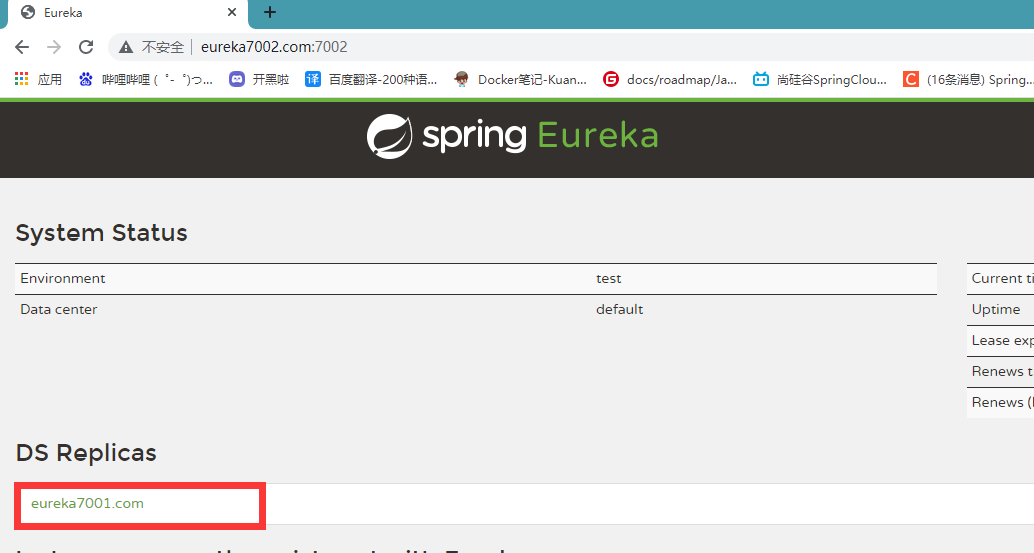 Eureka
不安全 eureka7002.com:7002
应用 哔哩哔哩 ( ゜- ゜)つ... 开黑啦 百度翻译-200种语... Docker笔记-Kuan... docs/roadmap/Ja... 尚硅谷SpringClou... (16条消息) Spring...
spring Eureka
System Status
Environment test Current ti
Data center default Uptime
Lease exp
Renews t
Renews (
DS Replicas
eureka7001.com